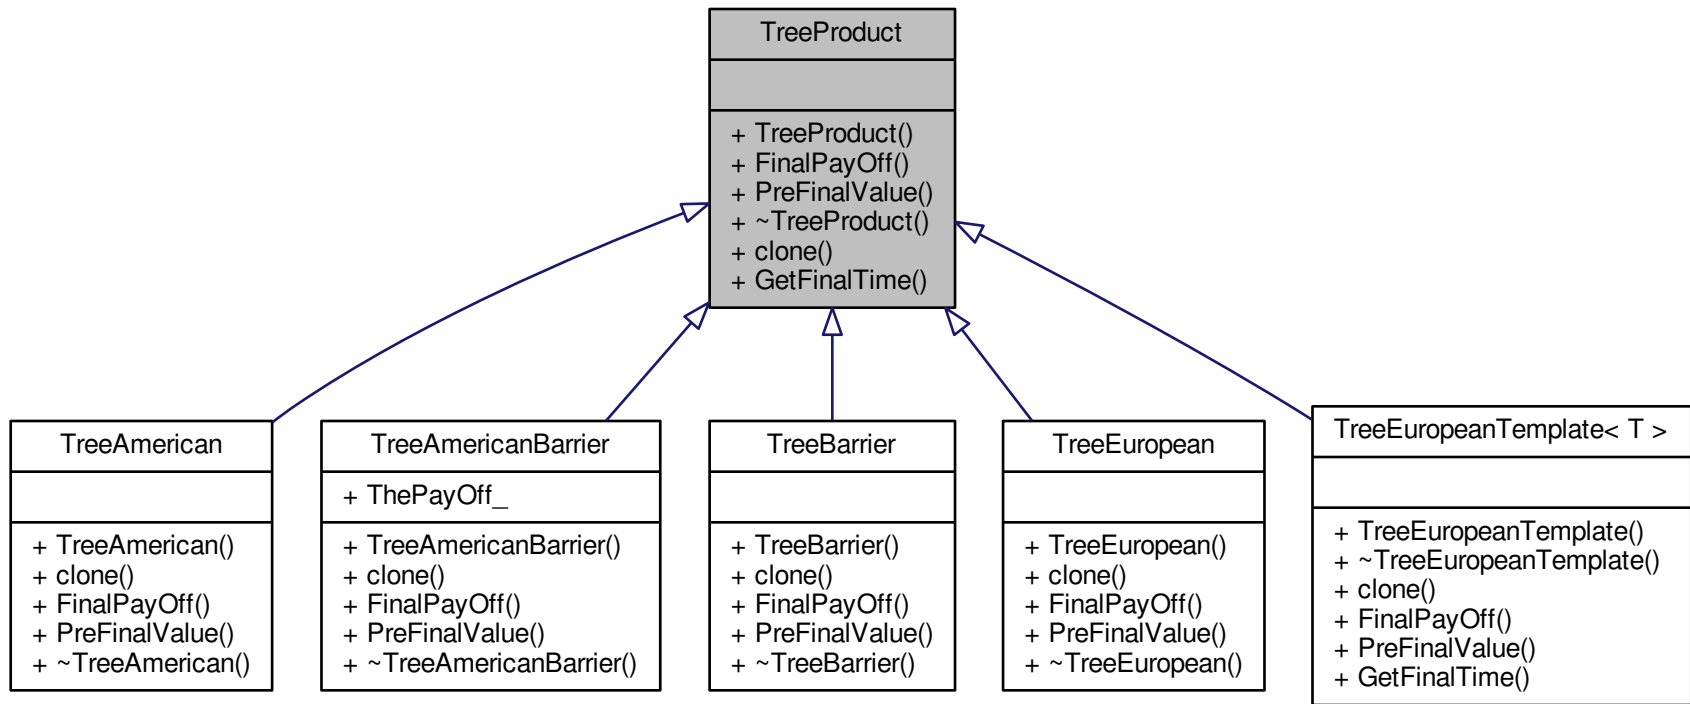 TreeProduct
+ TreeProduct()
+ FinalPayOff()
+ PreFinalValue()
+ ~TreeProduct()
+ clone()
+ GetFinalTime()
TreeAmerican
+ TreeAmerican()
+ clone()
+ FinalPayOff()
+ PreFinalValue()
+ ~TreeAmerican()
TreeAmericanBarrier
+ ThePayOff_
+ TreeAmericanBarrier()
+ clone()
+ FinalPayOff()
+ PreFinalValue()
+ ~TreeAmericanBarrier()
TreeBarrier
+ TreeBarrier()
+ clone()
+ FinalPayOff()
+ PreFinalValue()
+ ~TreeBarrier()
TreeEuropean
+ TreeEuropean()
+ clone()
+ FinalPayOff()
+ PreFinalValue()
+ ~TreeEuropean()
TreeEuropeanTemplate< T >
+ TreeEuropeanTemplate()
+ ~TreeEuropeanTemplate()
+ clone()
+ FinalPayOff()
+ PreFinalValue()
+ GetFinalTime()